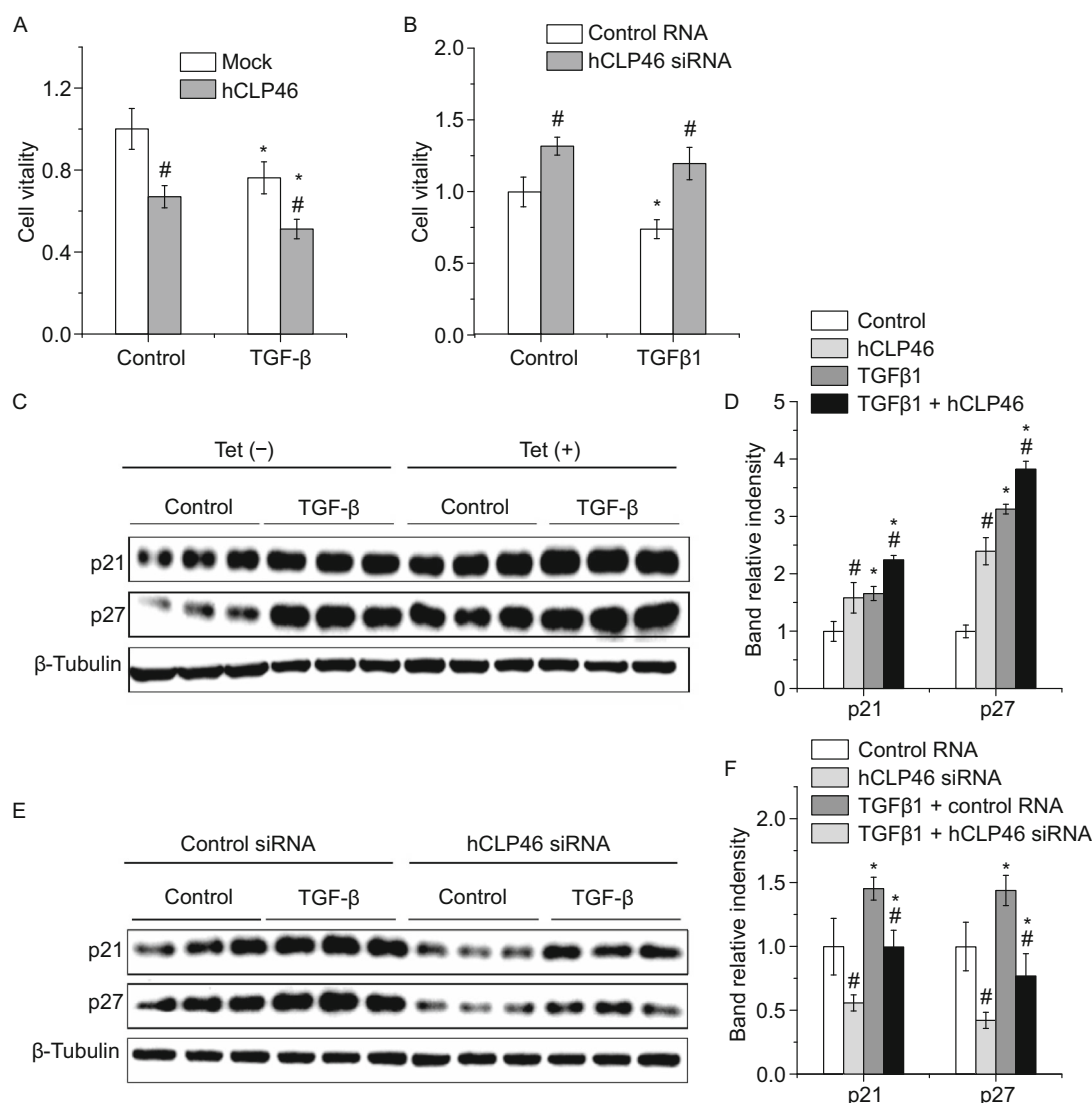 A
Mock
hCLP46
1.2
0.8
0.4
0.0
Cell vitality
#
*
*
#
Control
TGF-β
B
Control RNA
hCLP46 siRNA
2.0
1.5
1.0
0.5
0.0
Cell vitality
#
*
#
Control
TGFβ1
C
Tet (−)
Tet (+)
Control
TGF-β
Control
TGF-β
p21
p27
β-Tubulin
D
Control
hCLP46
TGFβ1
TGFβ1 + hCLP46
5
4
3
2
1
0
Band relative indensity
#
*
*
#
#
*
*
#
p21
p27
E
Control siRNA
hCLP46 siRNA
Control
TGF-β
Control
TGF-β
p21
p27
β-Tubulin
F
Control RNA
hCLP46 siRNA
TGFβ1 + control RNA
TGFβ1 + hCLP46 siRNA
2.0
1.5
1.0
0.5
0.0
Band relative indensity
#
*
*
#
#
*
*
#
p21
p27